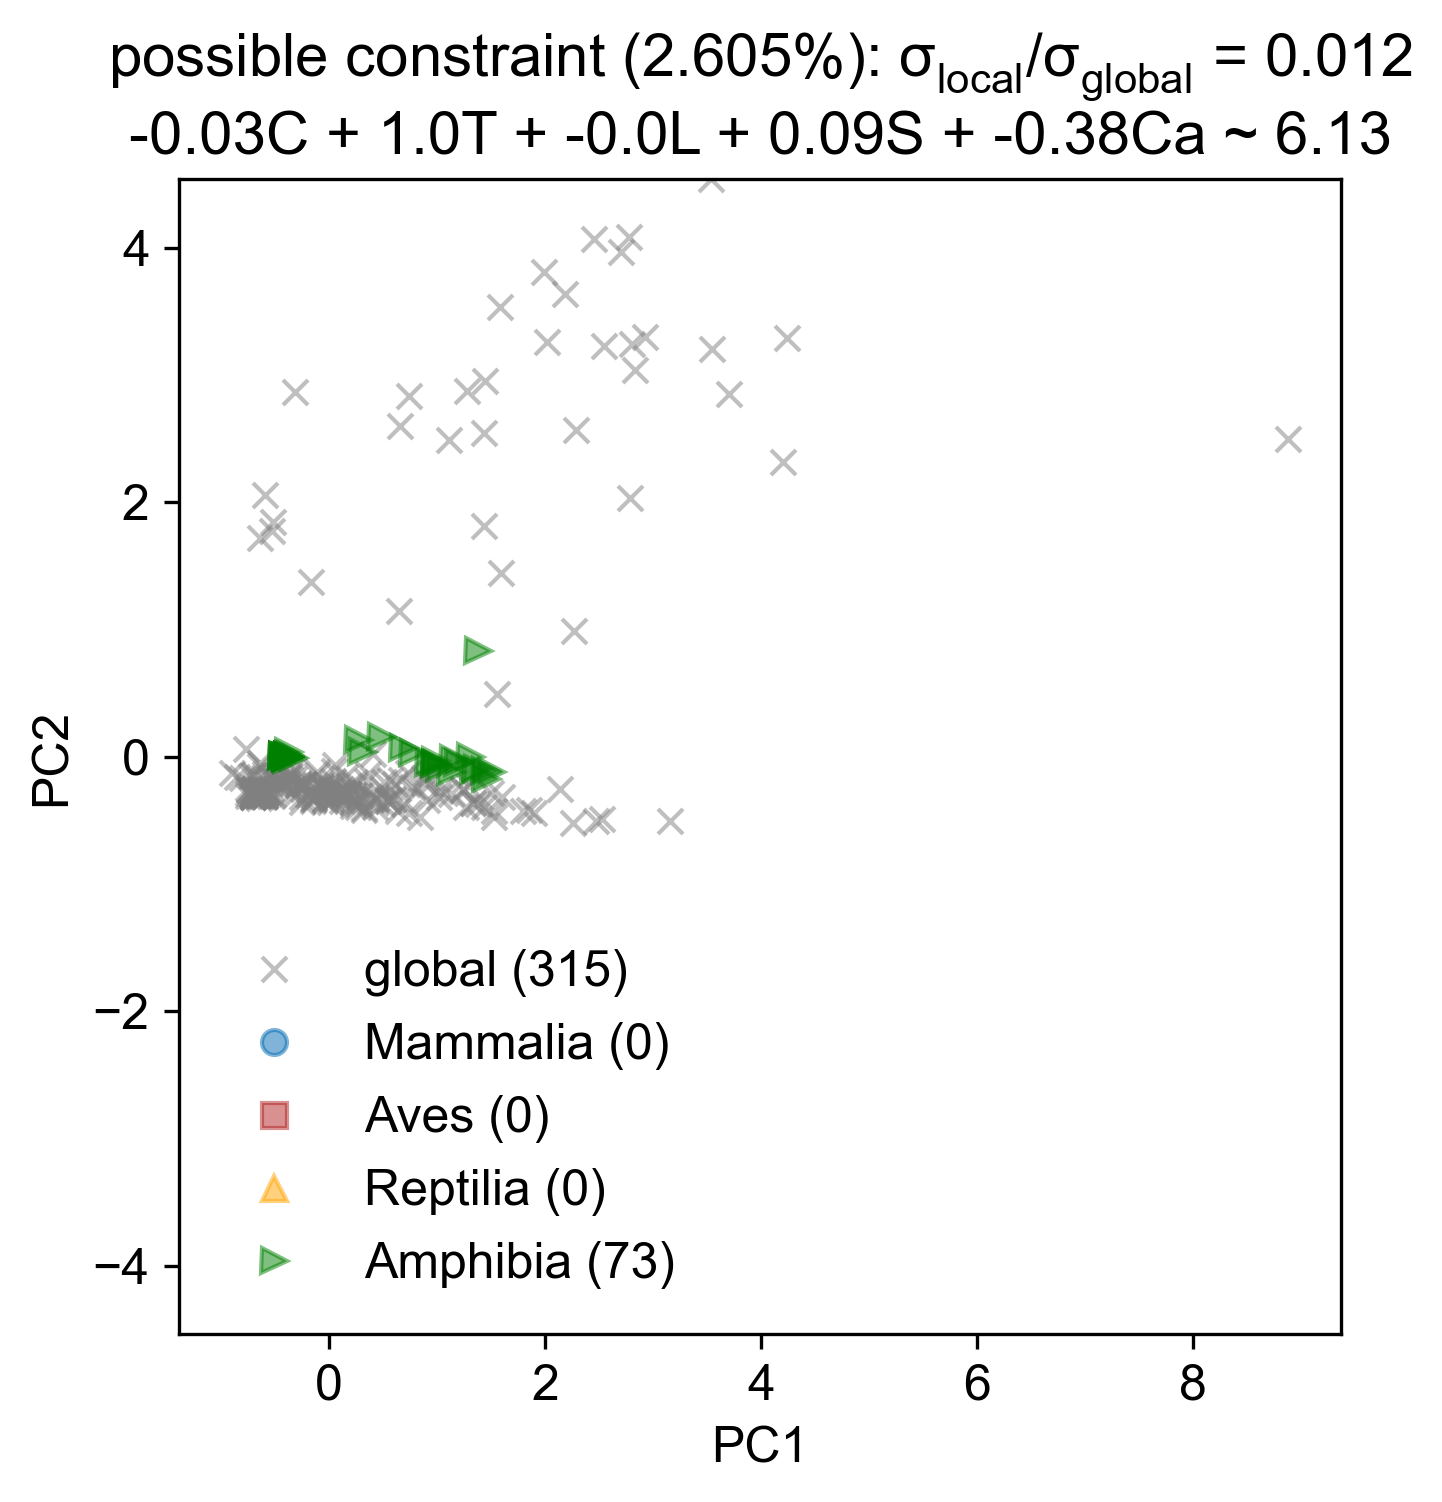 possible constraint (2.605%): σlocal/σglobal = 0.012
-0.03C + 1.0T + -0.0L + 0.09S + -0.38Ca ~ 6.13
4
2
0
−2
−4
PC2
global (315)
Mammalia (0)
Aves (0)
Reptilia (0)
Amphibia (73)
0 2 4 6 8
PC1